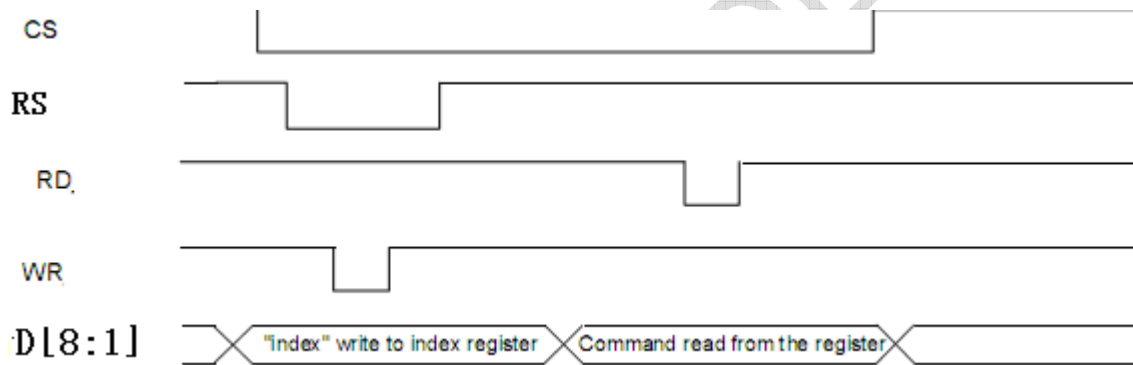 CS
RS
RD
WR
D[8:1]
"index" write to index register
Command read from the register